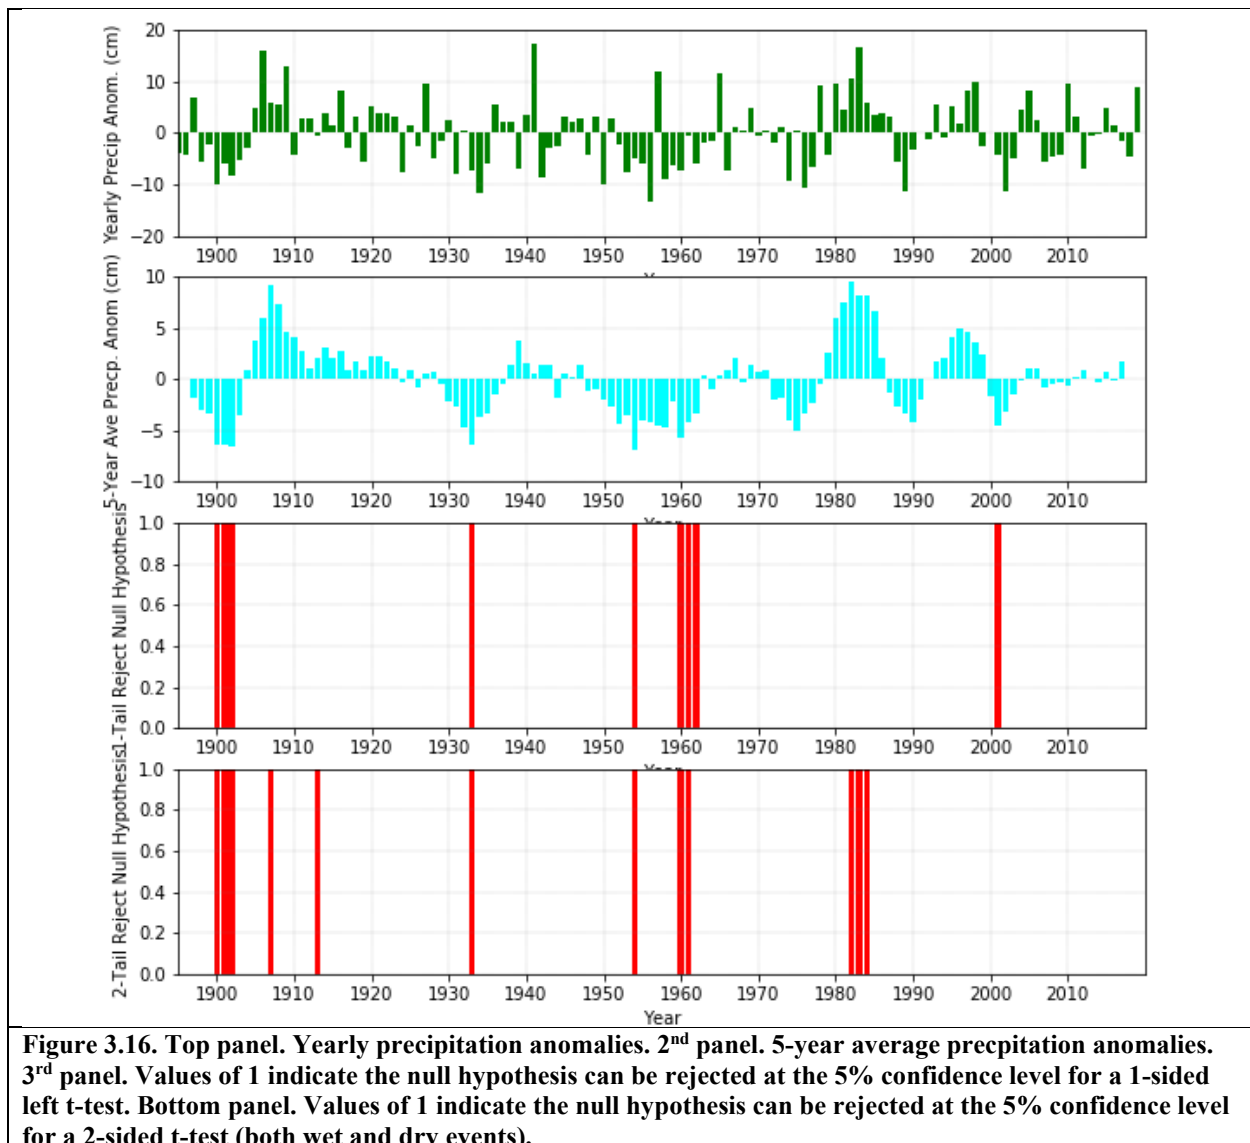 Yearly Precip Anom. (cm)
20
10
0
−10
−20
1900 1910 1920 1930 1940 1950 1960 1970 1980 1990 2000 2010
5-Year Ave Precp. Anom (cm)
10
5
0
−5
−10
1900 1910 1920 1930 1940 1950 1960 1970 1980 1990 2000 2010
Year
1-Tail Reject Null Hypothesis
1.0
0.8
0.6
0.4
0.2
0.0
1900 1910 1920 1930 1940 1950 1960 1970 1980 1990 2000 2010
Year
2-Tail Reject Null Hypothesis
1.0
0.8
0.6
0.4
0.2
0.0
1900 1910 1920 1930 1940 1950 1960 1970 1980 1990 2000 2010
Year
Figure 3.16. Top panel. Yearly precipitation anomalies. 2nd panel. 5-year average precpitation anomalies.
3rd panel. Values of 1 indicate the null hypothesis can be rejected at the 5% confidence level for a 1-sided
left t-test. Bottom panel. Values of 1 indicate the null hypothesis can be rejected at the 5% confidence level
for a 2-sided t-test (both wet and dry events).